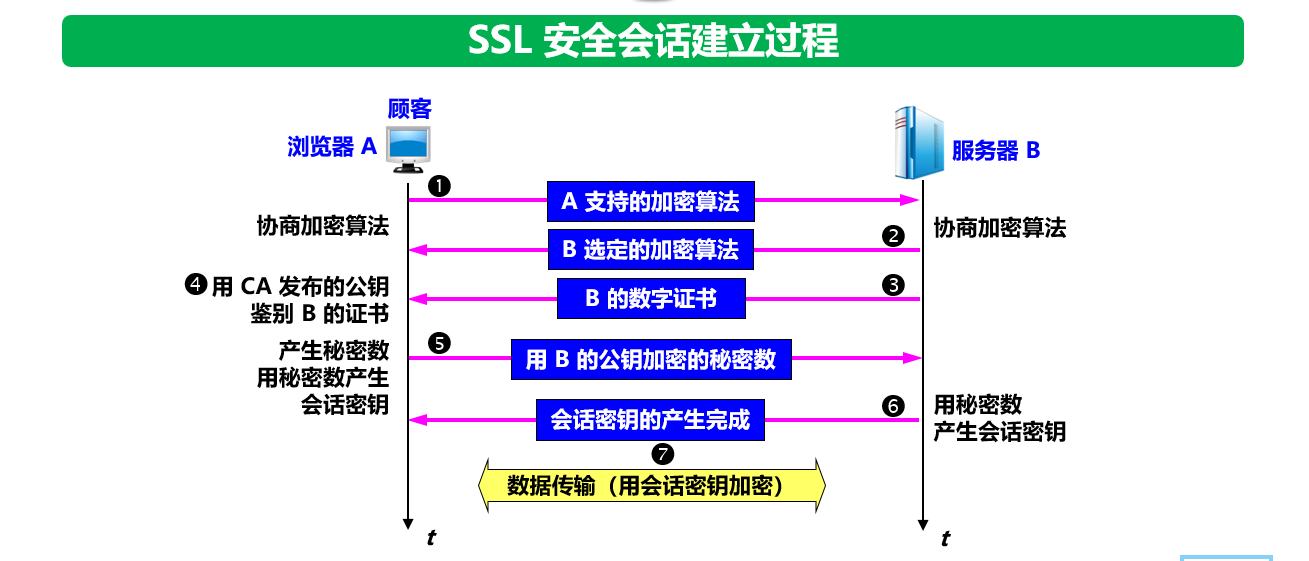 SSL 安全会话建立过程
顾客
浏览器 A
服务器 B
❶
A 支持的加密算法
协商加密算法
协商加密算法
❷
B 选定的加密算法
❸
B 的数字证书
❹用 CA 发布的公钥
鉴别 B 的证书
产生秘密数
用秘密数产生
会话密钥
❺
用 B 的公钥加密的秘密数
❻
会话密钥的产生完成
用秘密数
产生会话密钥
❼
数据传输（用会话密钥加密）
t
t